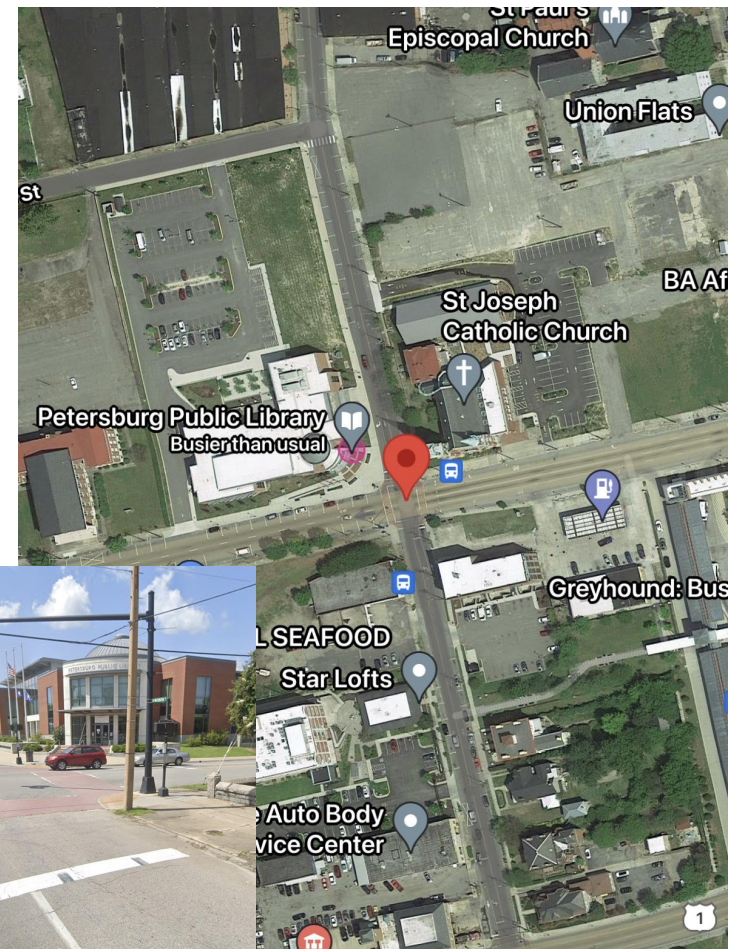 St Paul's
Episcopal Church
Union Flats
St
BA Af
St Joseph
Catholic Church
Petersburg Public Library
Busier than usual
Greyhound: Bus
L SEAFOOD
Star Lofts
e Auto Body
vice Center
1